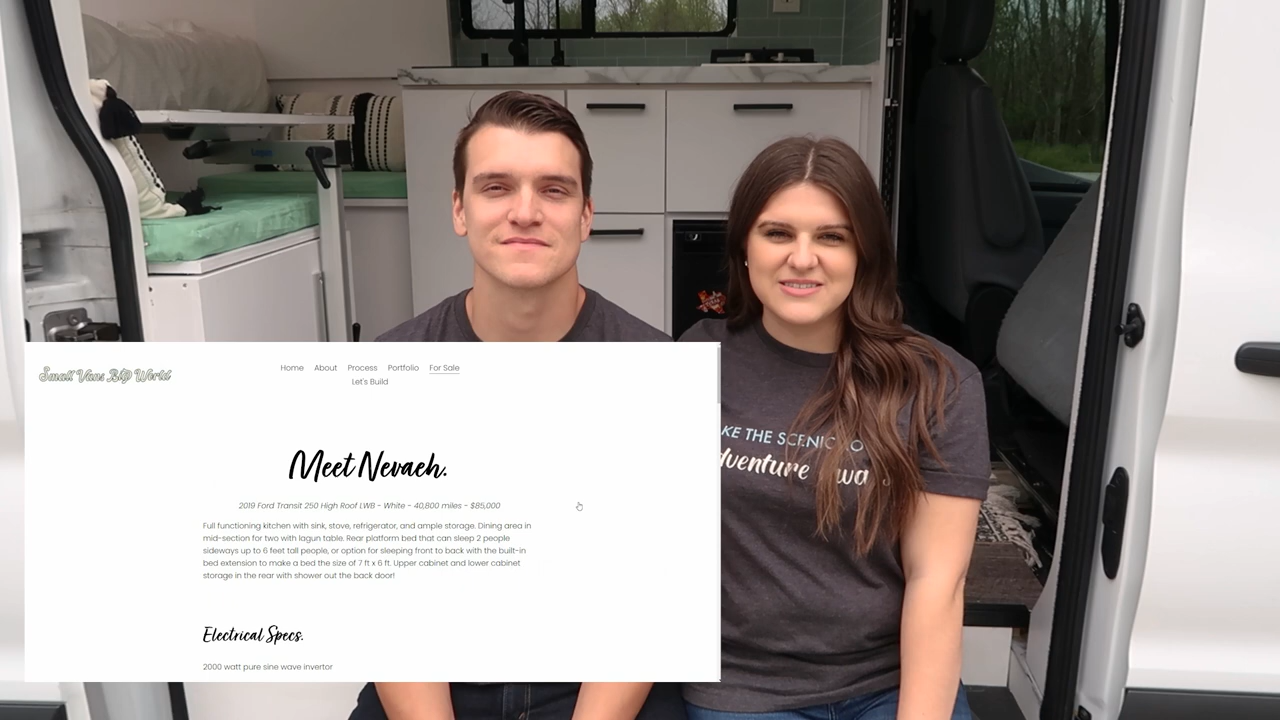 Small Vans Big World
Home About Process Portfolio For Sale
Let's Build
Meet Nevaeh.
2019 Ford Transit 250 High Roof LWB - White - 40,800 miles - $85,000
Full functioning kitchen with sink, stove, refrigerator, and ample storage. Dining area in
mid-section for two with lagun table. Rear platform bed that can sleep 2 people
sideways up to 6 feet tall people, or option for sleeping front to back with the built-in
bed extension to make a bed the size of 7 ft x 6 ft. Upper cabinet and lower cabinet
storage in the rear with shower out the back door!
Electrical Specs.
2000 watt pure sine wave invertor
KE THE SCENIC